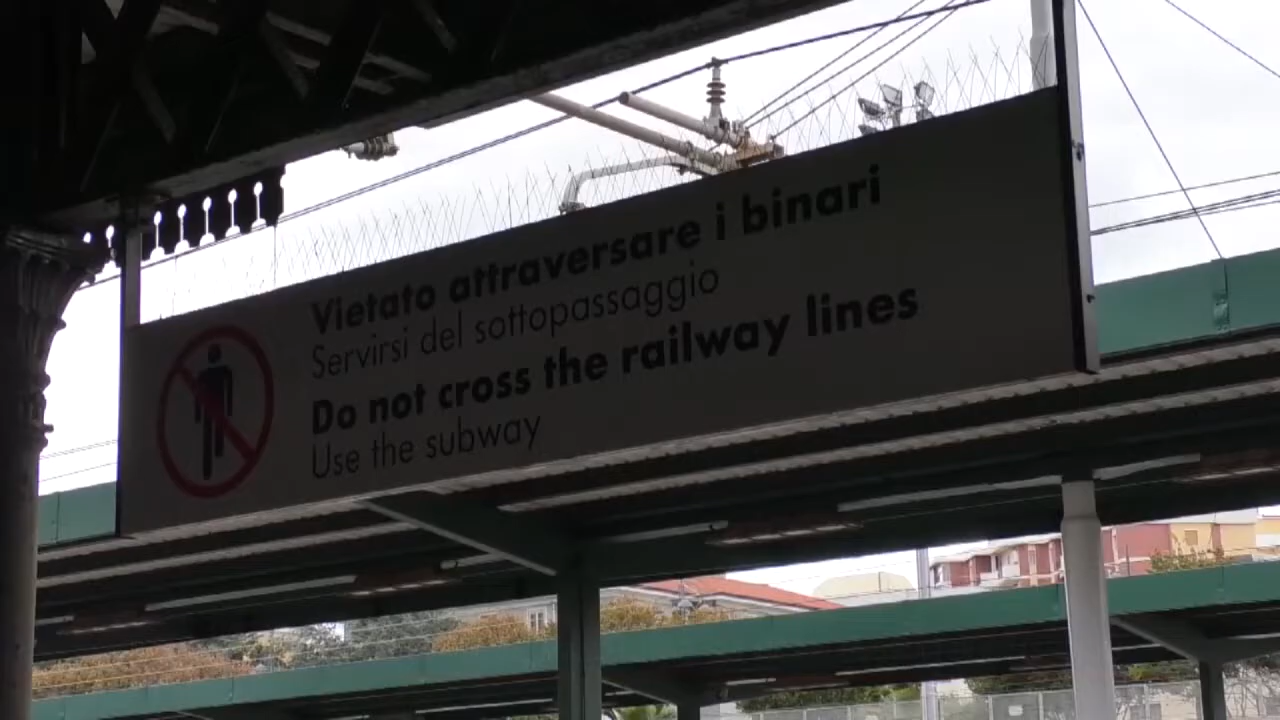 Vietato attraversare i binari
Servirsi del sottopassaggio
Do not cross the railway lines
Use the subway